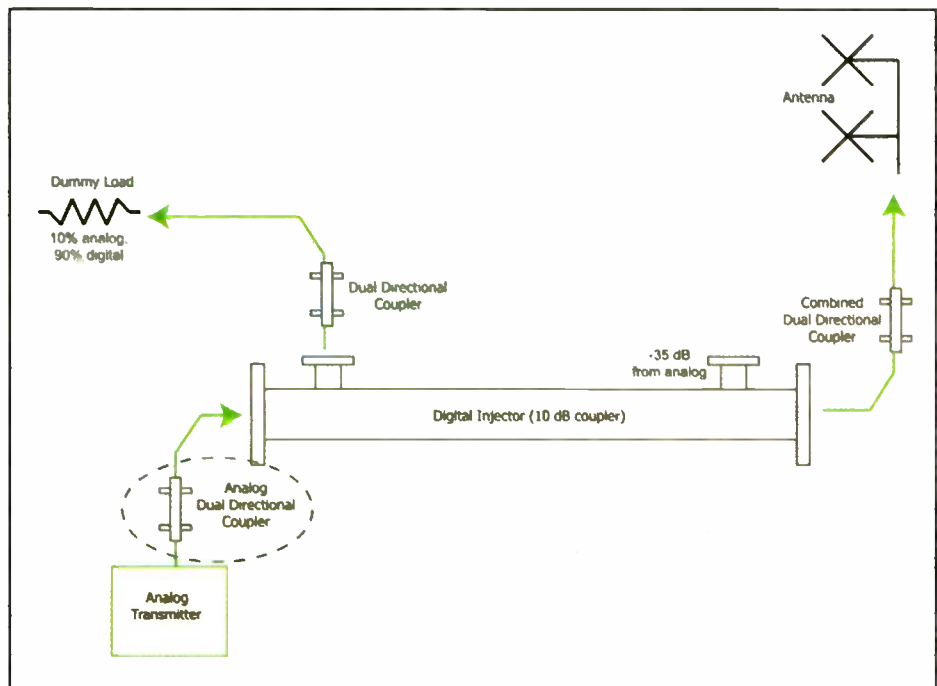 Antenna
Dummy Load
10% analog.
90% digital
Dual Directional
Coupler
Combined
Dual Directional
Coupler
-35 dB
from analog
Digital Injector (10 dB coupler)
Analog
Dual Directional
Coupler
Analog
Transmitter